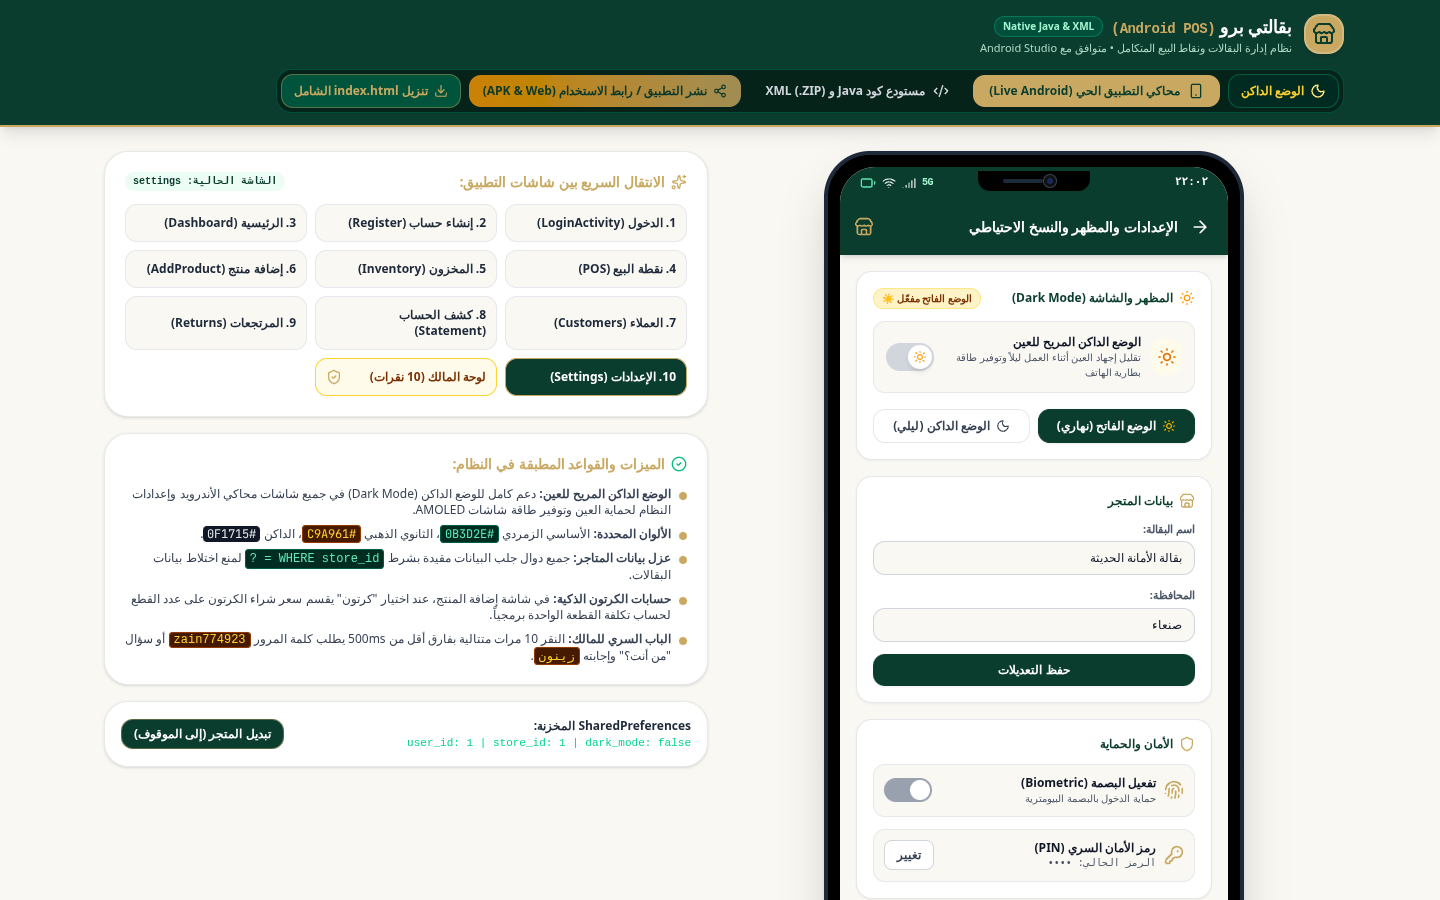 بقالتي برو (Android POS) Native Java & XML
نظام إدارة البقالات ونقاط البيع المتكامل • متوافق مع Android Studio
الوضع الداكن
محاكي التطبيق الحي (Live Android)
مستودع كود Java و XML (.ZIP)
نشر التطبيق / رابط الاستخدام (APK & Web)
تنزيل index.html الشامل
٢٢:٠٢
5G
الإعدادات والمظهر والنسخ الاحتياطي
المظهر والشاشة (Dark Mode)
الوضع الفاتح مفعّل ☀️
الوضع الداكن المريح للعين
تقليل إجهاد العين أثناء العمل ليلاً وتوفير طاقة
بطارية الهاتف
الوضع الفاتح (نهاري)
الوضع الداكن (ليلي)
بيانات المتجر
اسم البقالة:
بقالة الأمانة الحديثة
المحافظة:
صنعاء
حفظ التعديلات
الأمان والحماية
تفعيل البصمة (Biometric)
حماية الدخول بالبصمة البيومترية
رمز الأمان السري (PIN)
الرمز الحالي: ••••
تغيير
الانتقال السريع بين شاشات التطبيق:
الشاشة الحالية: settings
1. الدخول (LoginActivity)
2. إنشاء حساب (Register)
3. الرئيسية (Dashboard)
4. نقطة البيع (POS)
5. المخزون (Inventory)
6. إضافة منتج (AddProduct)
7. العملاء (Customers)
8. كشف الحساب
(Statement)
9. المرتجعات (Returns)
10. الإعدادات (Settings)
لوحة المالك (10 نقرات)
الميزات والقواعد المطبقة في النظام:
الوضع الداكن المريح للعين: دعم كامل للوضع الداكن (Dark Mode) في جميع شاشات محاكي الأندرويد وإعدادات
النظام لحماية العين وتوفير طاقة شاشات AMOLED.
الألوان المحددة: الأساسي الزمردي #0B3D2E، الثانوي الذهبي #C9A961، الداكن #0F1715.
عزل بيانات المتاجر: جميع دوال جلب البيانات مقيدة بشرط WHERE store_id = ? لمنع اختلاط بيانات
البقالات.
حسابات الكرتون الذكية: في شاشة إضافة المنتج، عند اختيار "كرتون" يقسم سعر شراء الكرتون على عدد القطع
لحساب تكلفة القطعة الواحدة برمجياً.
الباب السري للمالك: النقر 10 مرات متتالية بفارق أقل من 500ms يطلب كلمة المرور zain774923 أو سؤال
"من أنت؟" وإجابته زينون.
SharedPreferences المخزنة:
user_id: 1 | store_id: 1 | dark_mode: false
تبديل المتجر (إلى الموقوف)